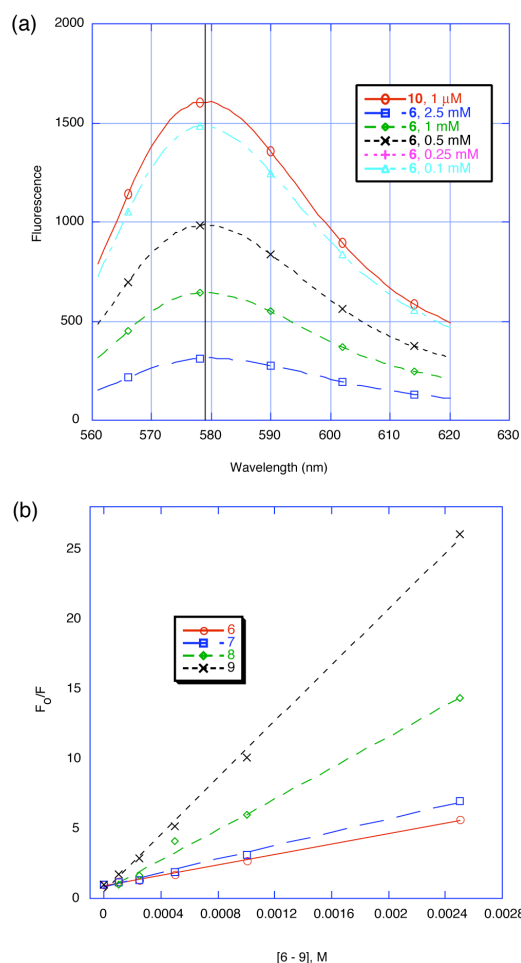 (a)
2000
1500
1000
500
0
Fluorescence
10, 1 µM
6, 2.5 mM
6, 1 mM
6, 0.5 mM
6, 0.25 mM
6, 0.1 mM
560 570 580 590 600 610 620 630
Wavelength (nm)
(b)
25
20
15
10
5
0
Fo/F
6
7
8
9
0 0.0004 0.0008 0.0012 0.0016 0.002 0.0024 0.0028
[6 - 9], M